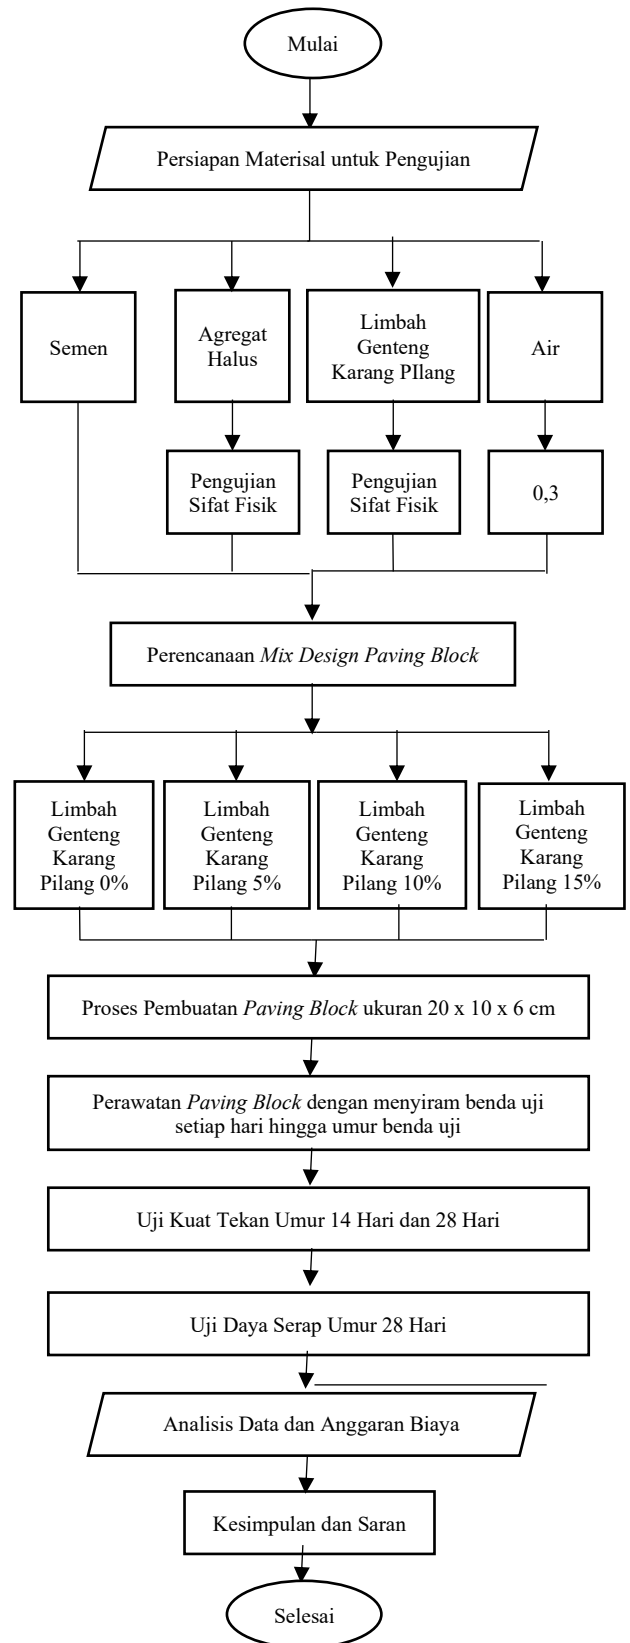 Mulai
Persiapan Materisal untuk Pengujian
Semen
Agregat
Halus
Limbah
Genteng
Karang PIlang
Air
Pengujian
Sifat Fisik
Pengujian
Sifat Fisik
0,3
Perencanaan Mix Design Paving Block
Limbah
Genteng
Karang
Pilang 0%
Limbah
Genteng
Karang
Pilang 5%
Limbah
Genteng
Karang
Pilang 10%
Limbah
Genteng
Karang
Pilang 15%
Proses Pembuatan Paving Block ukuran 20 x 10 x 6 cm
Perawatan Paving Block dengan menyiram benda uji
setiap hari hingga umur benda uji
Uji Kuat Tekan Umur 14 Hari dan 28 Hari
Uji Daya Serap Umur 28 Hari
Analisis Data dan Anggaran Biaya
Kesimpulan dan Saran
Selesai